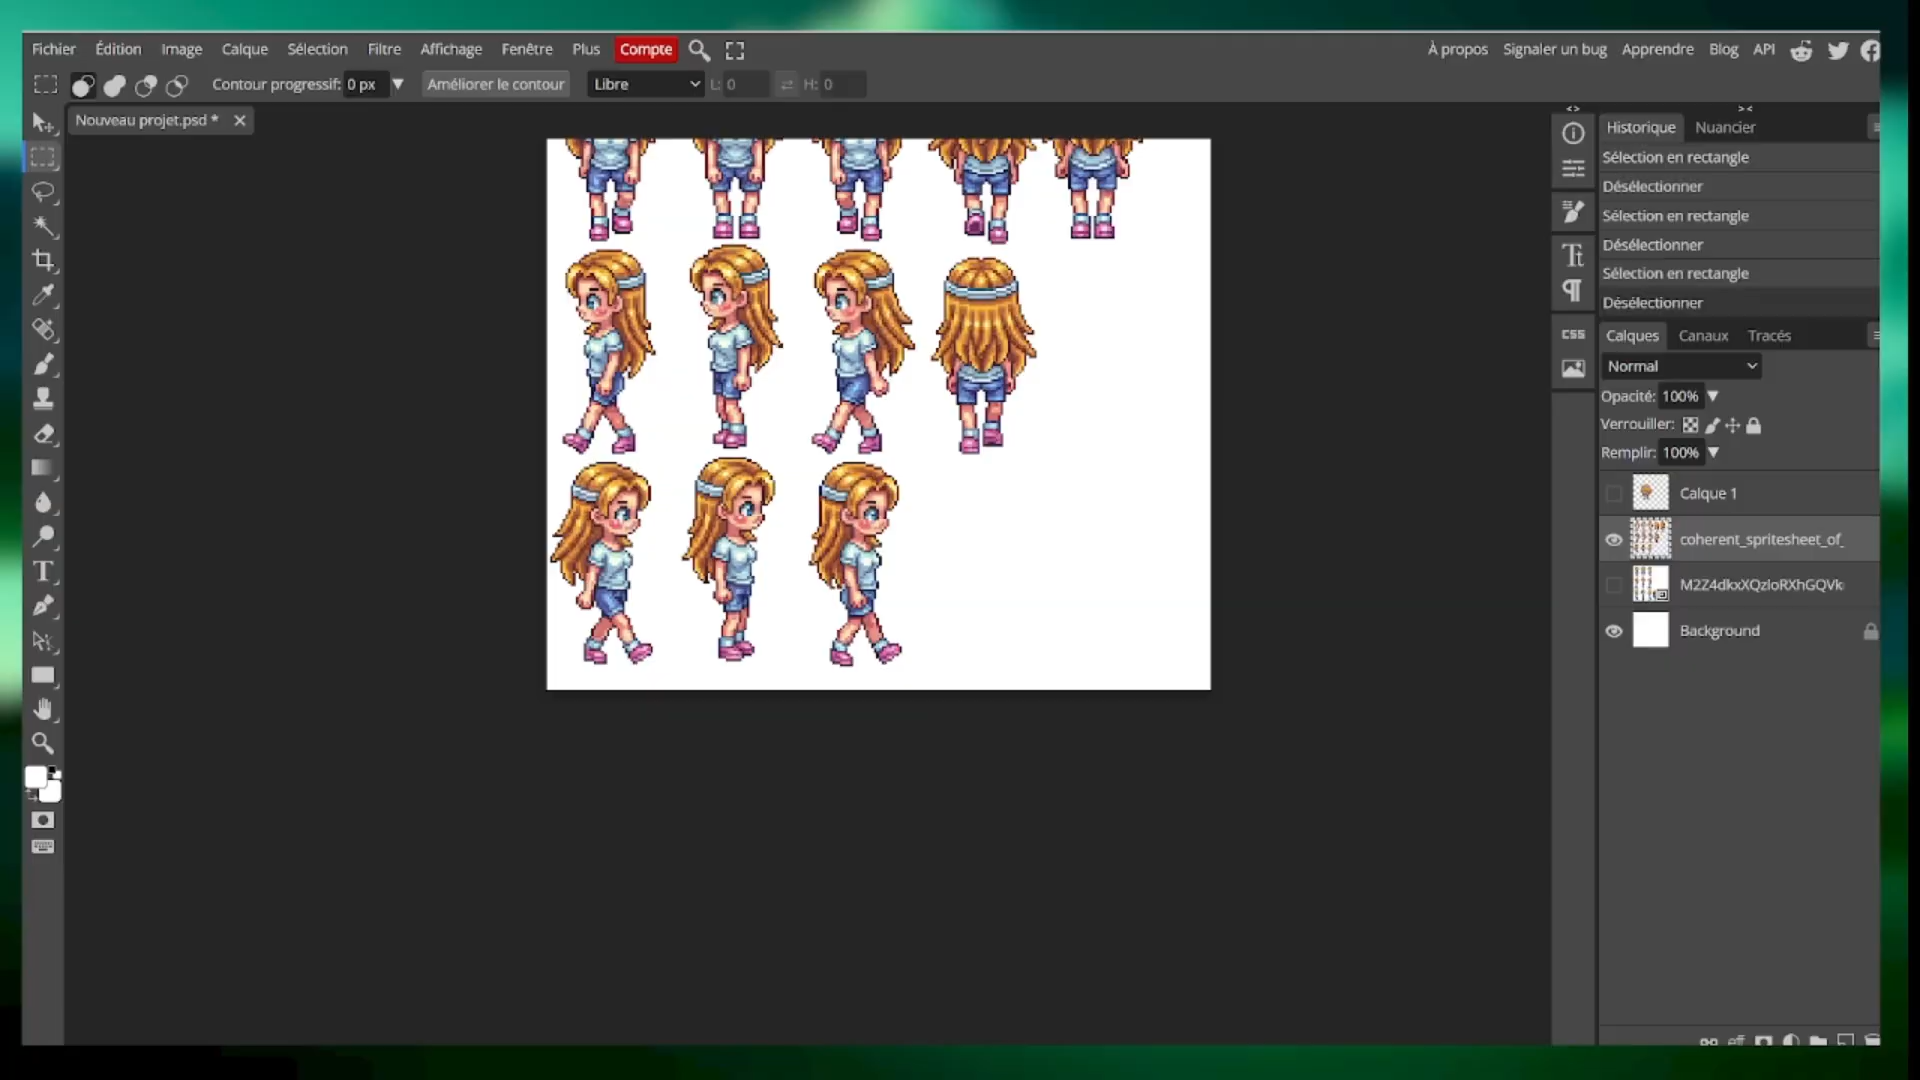 Fichier Édition Image Calque Sélection Filtre Affichage Fenêtre Plus Compte À propos Signaler un bug Apprendre Blog API
Contour progressif: 0 px Améliorer le contour Libre L: 0 H: 0
Nouveau projet.psd *
Historique Nuancier
Sélection en rectangle
Désélectionner
Sélection en rectangle
Désélectionner
Sélection en rectangle
Désélectionner
CSS
Calques Canaux Tracés
Normal
Opacité: 100%
Verrouiller:
Remplir: 100%
Calque 1
coherent_spritesheet_of_
M2Z4dkxXQzloRXhGQVk
Background